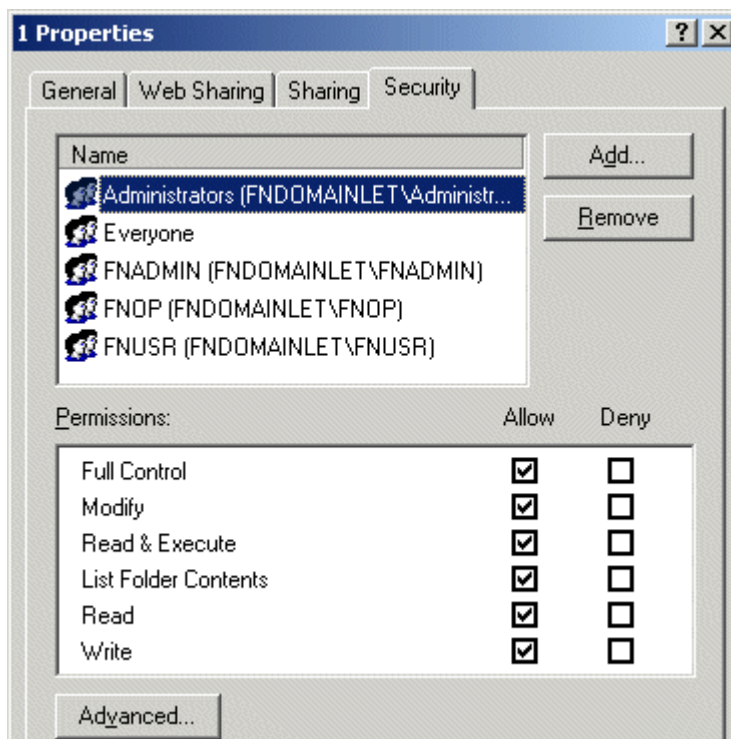 1 Properties ? X
General Web Sharing Sharing Security
Name
Add...
Administrators (FNDOMAINLET\Administr...
Remove
Everyone
FNADMIN (FNDOMAINLET\FNADMIN)
FNOP (FNDOMAINLET\FNOP)
FNUSR (FNDOMAINLET\FNUSR)
Permissions: Allow Deny
Full Control
Modify
Read & Execute
List Folder Contents
Read
Write
Advanced...